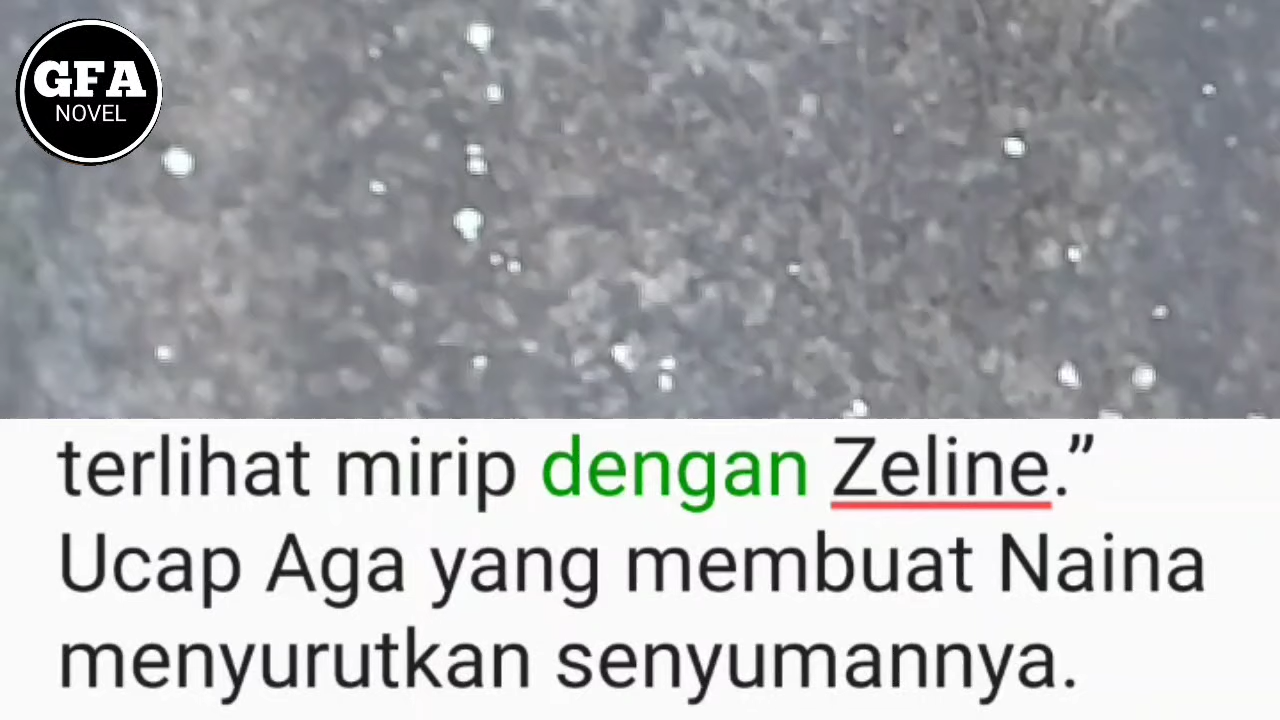 GFA
NOVEL
terlihat mirip dengan Zeline.”
Ucap Aga yang membuat Naina
menyurutkan senyumannya.